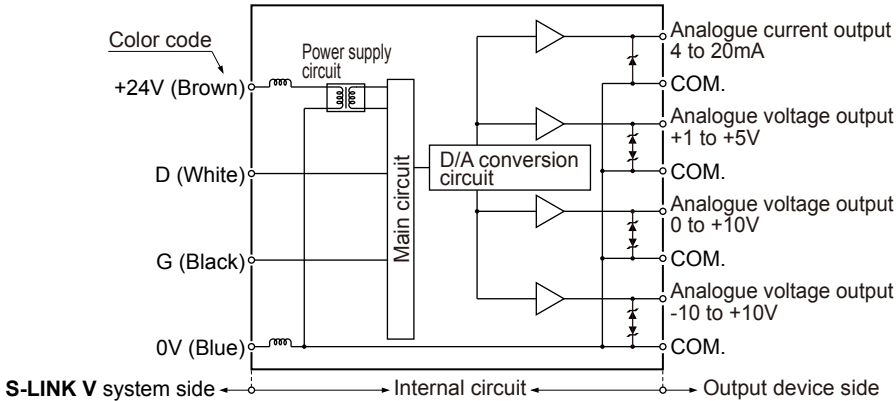 Color code
+24V (Brown)
D (White)
G (Black)
0V (Blue)
Power supply
circuit
Main circuit
D/A conversion
circuit
Analogue current output
4 to 20mA
COM.
Analogue voltage output
+1 to +5V
COM.
Analogue voltage output
0 to +10V
COM.
Analogue voltage output
-10 to +10V
COM.
S-LINK V system side
Internal circuit
Output device side